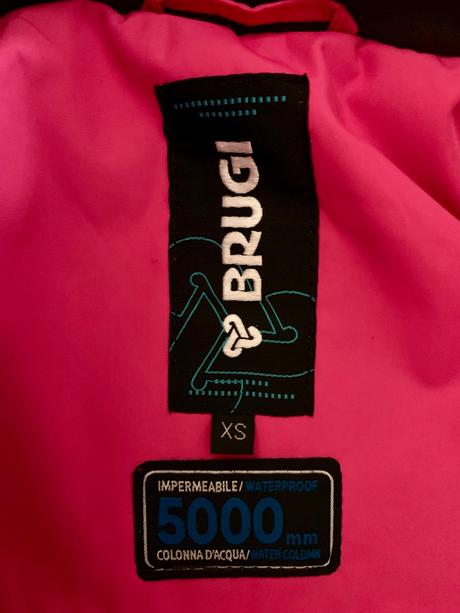 BRUGI
XS
IMPERMEABILE/WATERPROOF
5000mm
COLONNA D'ACQUA/WATER COLUMN